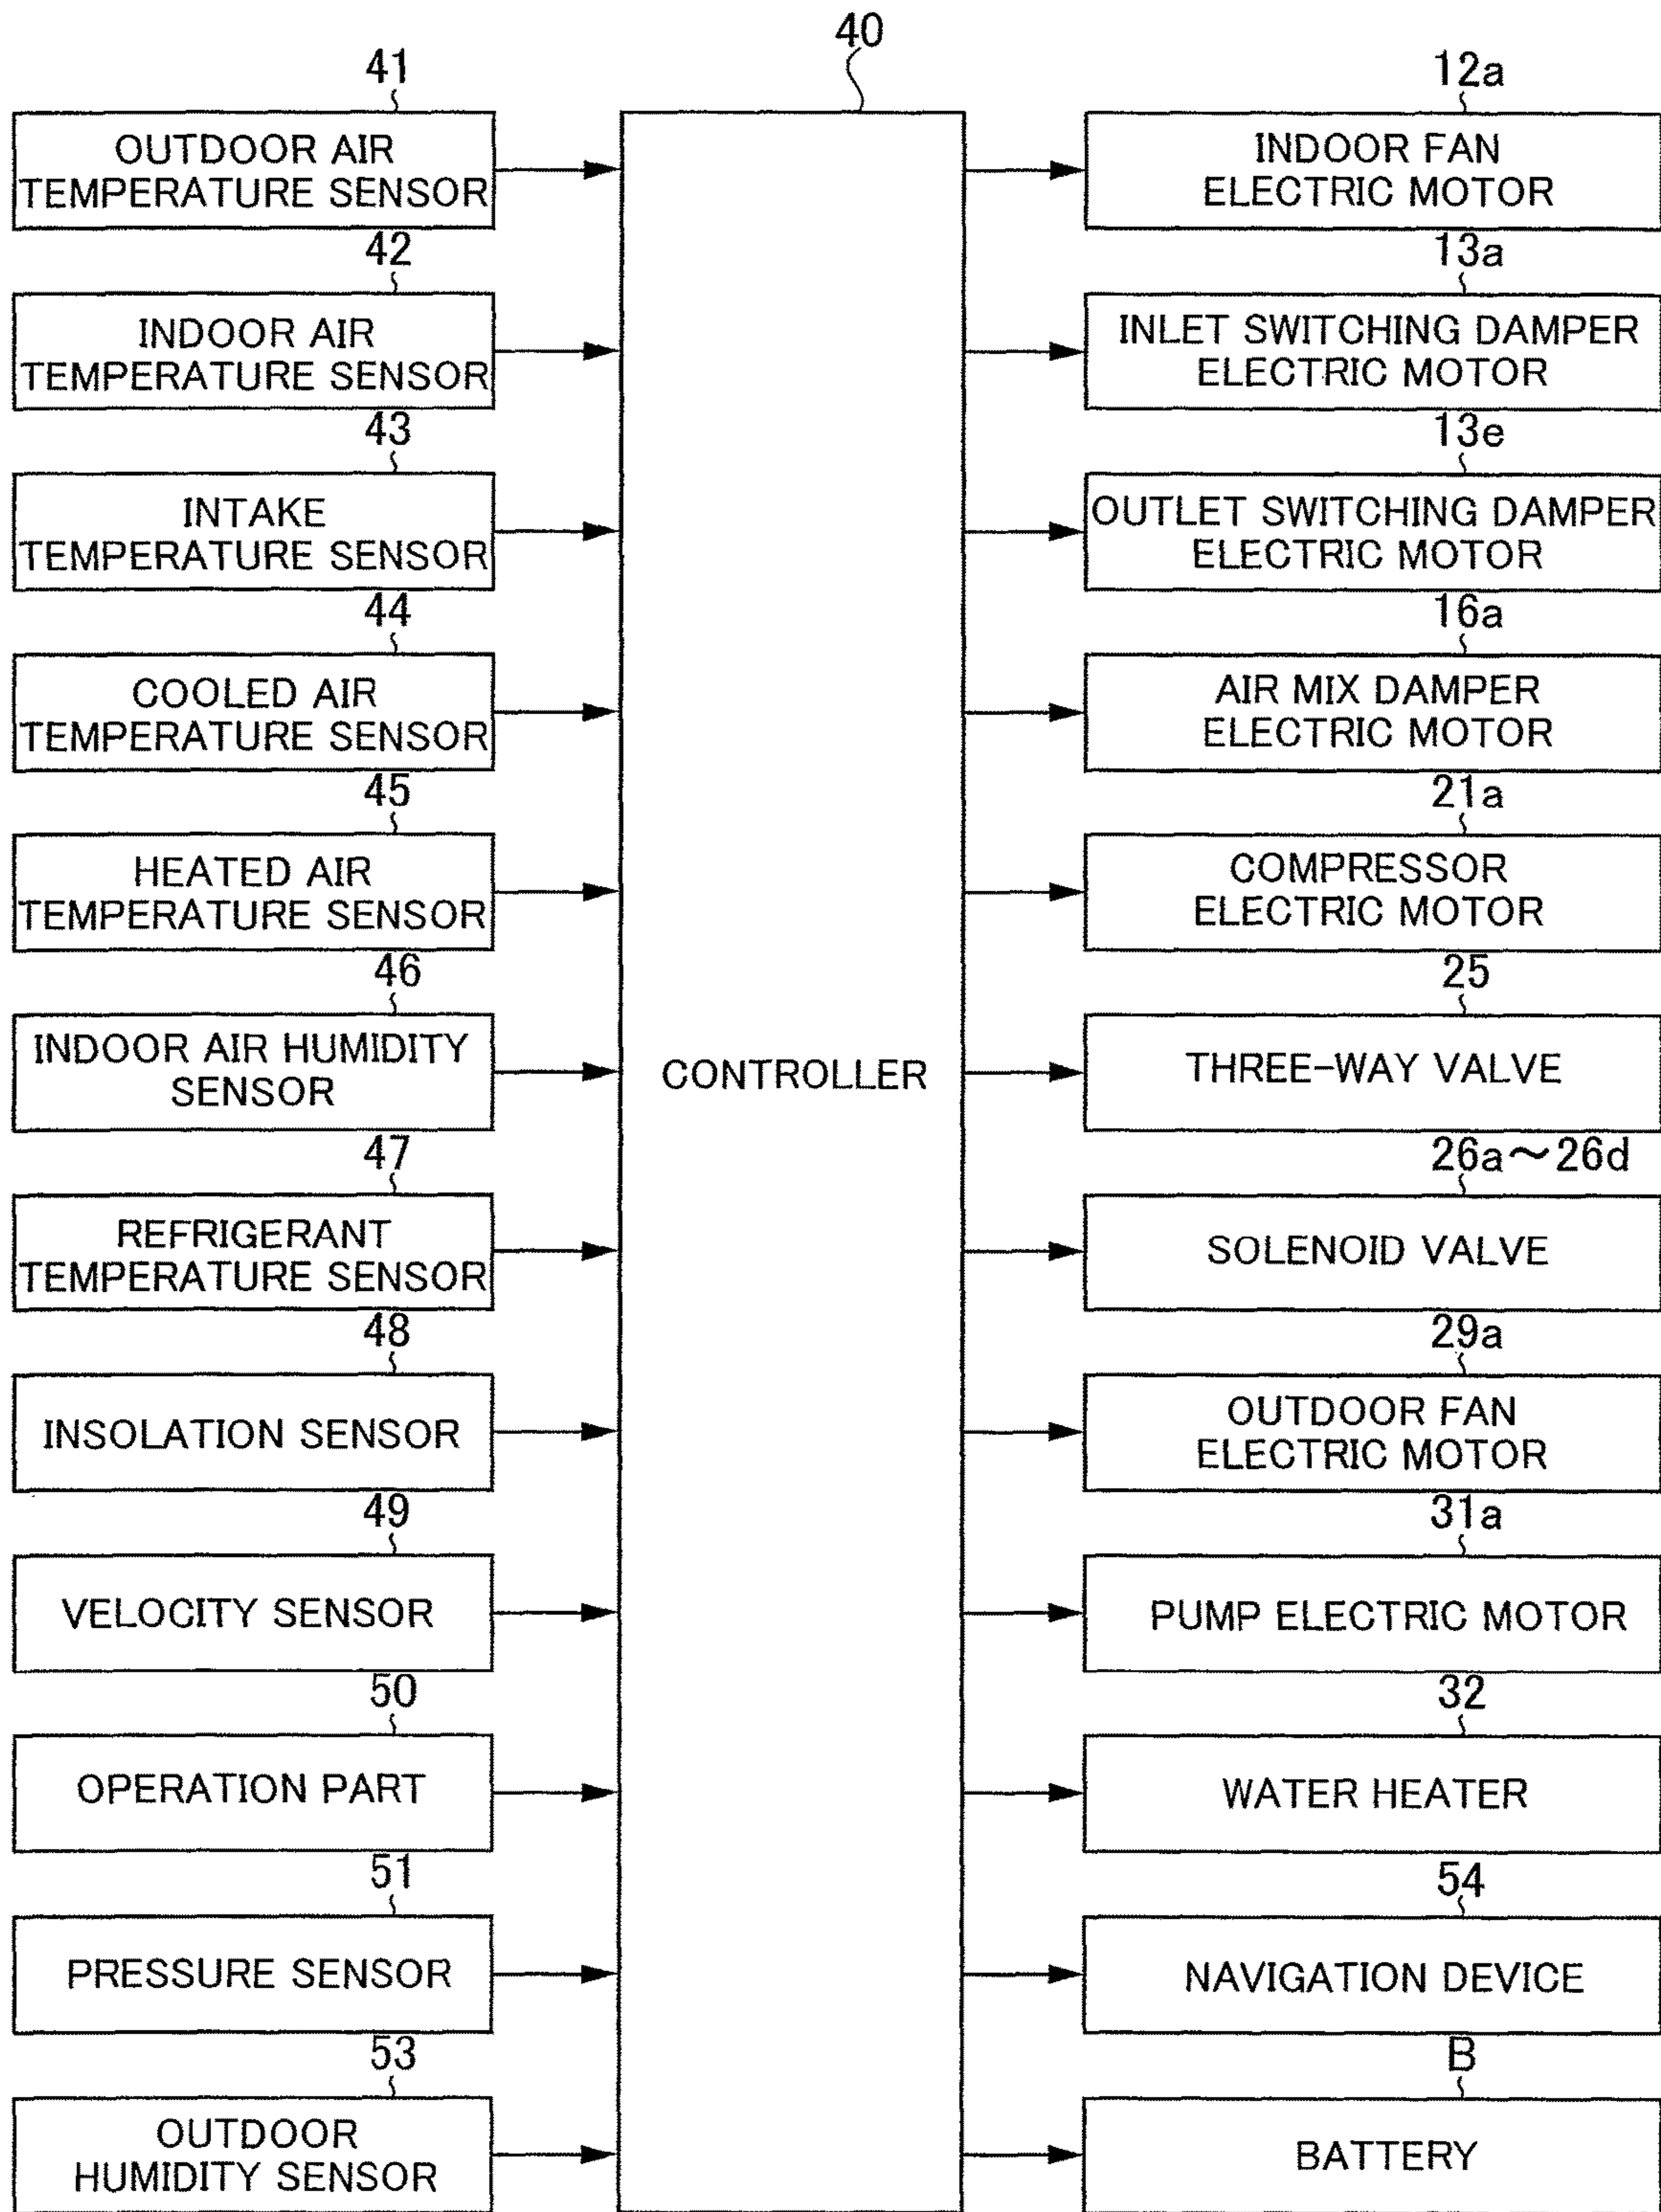 40
41
OUTDOOR AIR
TEMPERATURE SENSOR
42
INDOOR AIR
TEMPERATURE SENSOR
43
INTAKE
TEMPERATURE SENSOR
44
COOLED AIR
TEMPERATURE SENSOR
45
HEATED AIR
TEMPERATURE SENSOR
46
INDOOR AIR HUMIDITY
SENSOR
47
REFRIGERANT
TEMPERATURE SENSOR
48
INSOLATION SENSOR
49
VELOCITY SENSOR
50
OPERATION PART
51
PRESSURE SENSOR
53
OUTDOOR
HUMIDITY SENSOR
CONTROLLER
12a
INDOOR FAN
ELECTRIC MOTOR
13a
INLET SWITCHING DAMPER
ELECTRIC MOTOR
13e
OUTLET SWITCHING DAMPER
ELECTRIC MOTOR
16a
AIR MIX DAMPER
ELECTRIC MOTOR
21a
COMPRESSOR
ELECTRIC MOTOR
25
THREE-WAY VALVE
26a～26d
SOLENOID VALVE
29a
OUTDOOR FAN
ELECTRIC MOTOR
31a
PUMP ELECTRIC MOTOR
32
WATER HEATER
54
NAVIGATION DEVICE
B
BATTERY